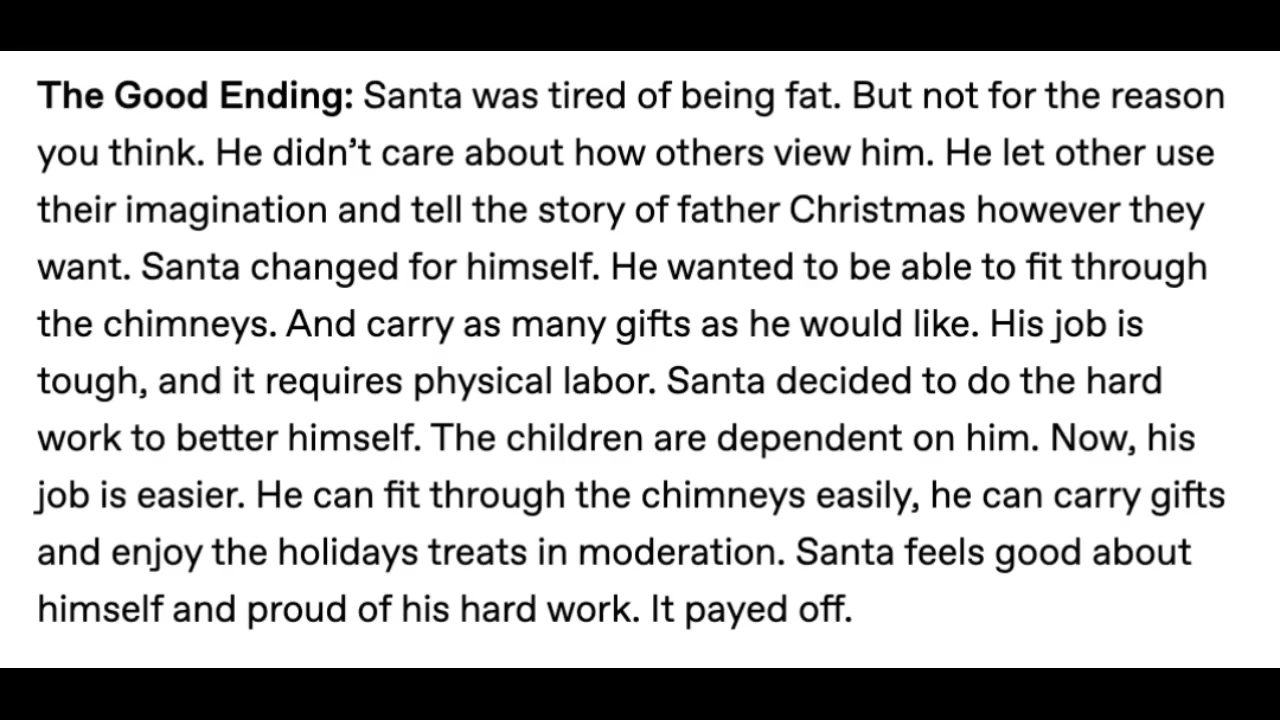 The Good Ending: Santa was tired of being fat. But not for the reason
you think. He didn’t care about how others view him. He let other use
their imagination and tell the story of father Christmas however they
want. Santa changed for himself. He wanted to be able to fit through
the chimneys. And carry as many gifts as he would like. His job is
tough, and it requires physical labor. Santa decided to do the hard
work to better himself. The children are dependent on him. Now, his
job is easier. He can fit through the chimneys easily, he can carry gifts
and enjoy the holidays treats in moderation. Santa feels good about
himself and proud of his hard work. It payed off.